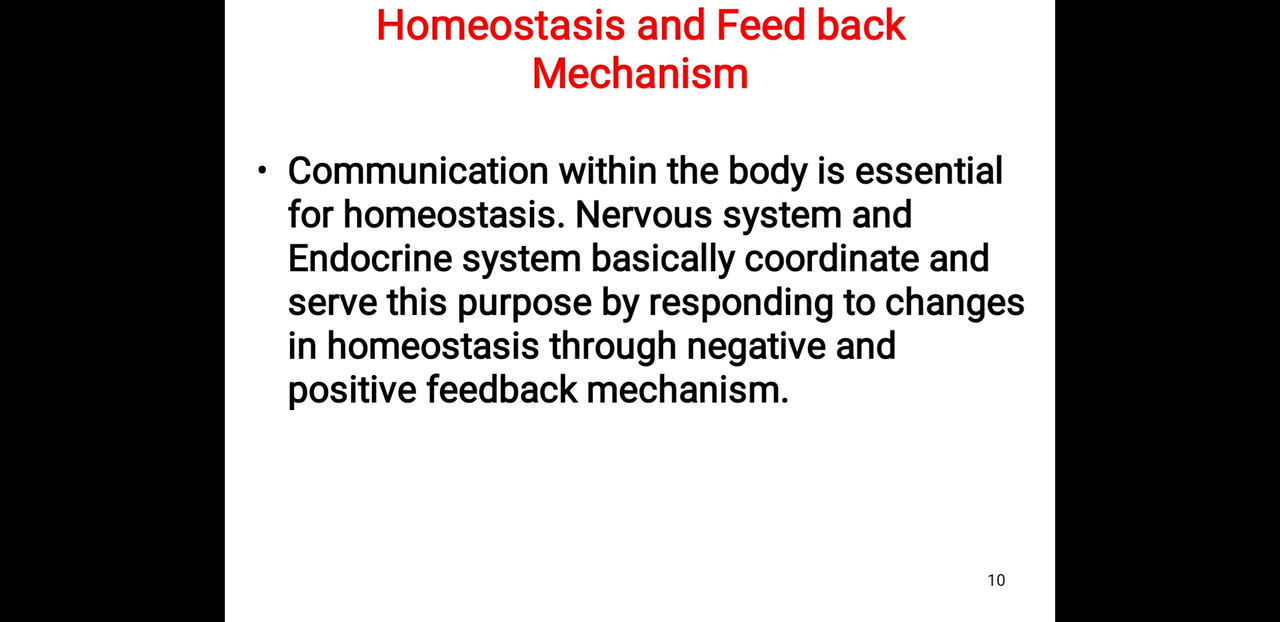 Homeostasis and Feed back
Mechanism
• Communication within the body is essential
for homeostasis. Nervous system and
Endocrine system basically coordinate and
serve this purpose by responding to changes
in homeostasis through negative and
positive feedback mechanism.
10